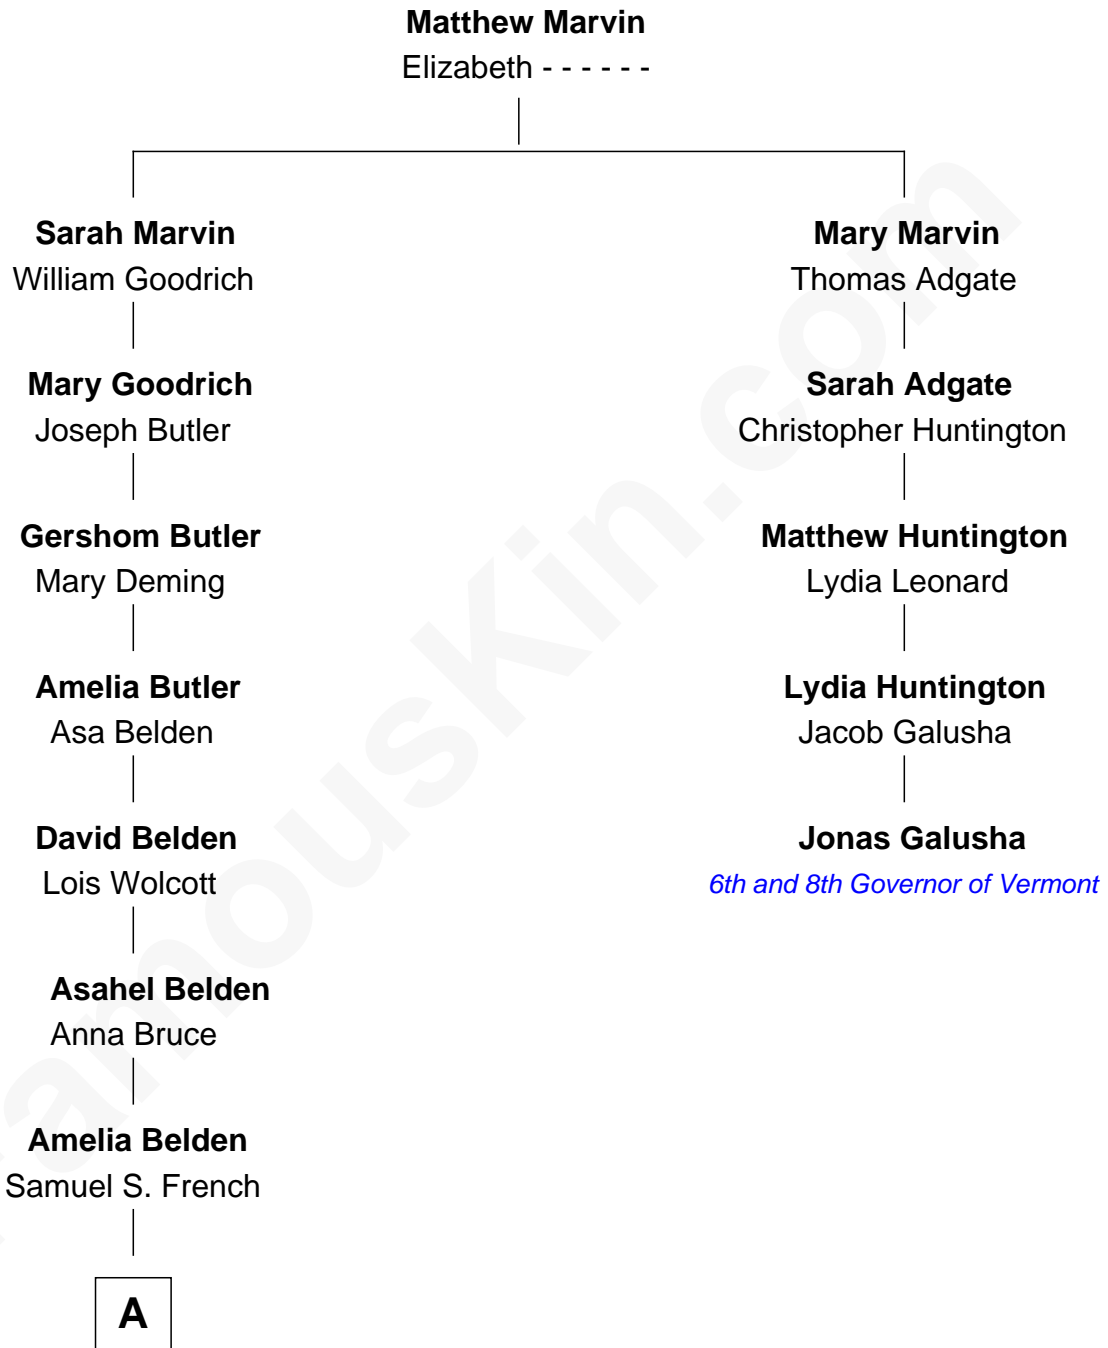 Matthew Marvin
Elizabeth - - - - - -
Sarah Marvin
William Goodrich
Mary Marvin
Thomas Adgate
Mary Goodrich
Joseph Butler
Sarah Adgate
Christopher Huntington
Gershom Butler
Mary Deming
Matthew Huntington
Lydia Leonard
Amelia Butler
Asa Belden
Lydia Huntington
Jacob Galusha
David Belden
Lois Wolcott
Jonas Galusha
6th and 8th Governor of Vermont
Asahel Belden
Anna Bruce
Amelia Belden
Samuel S. French
A
FamousKin.com